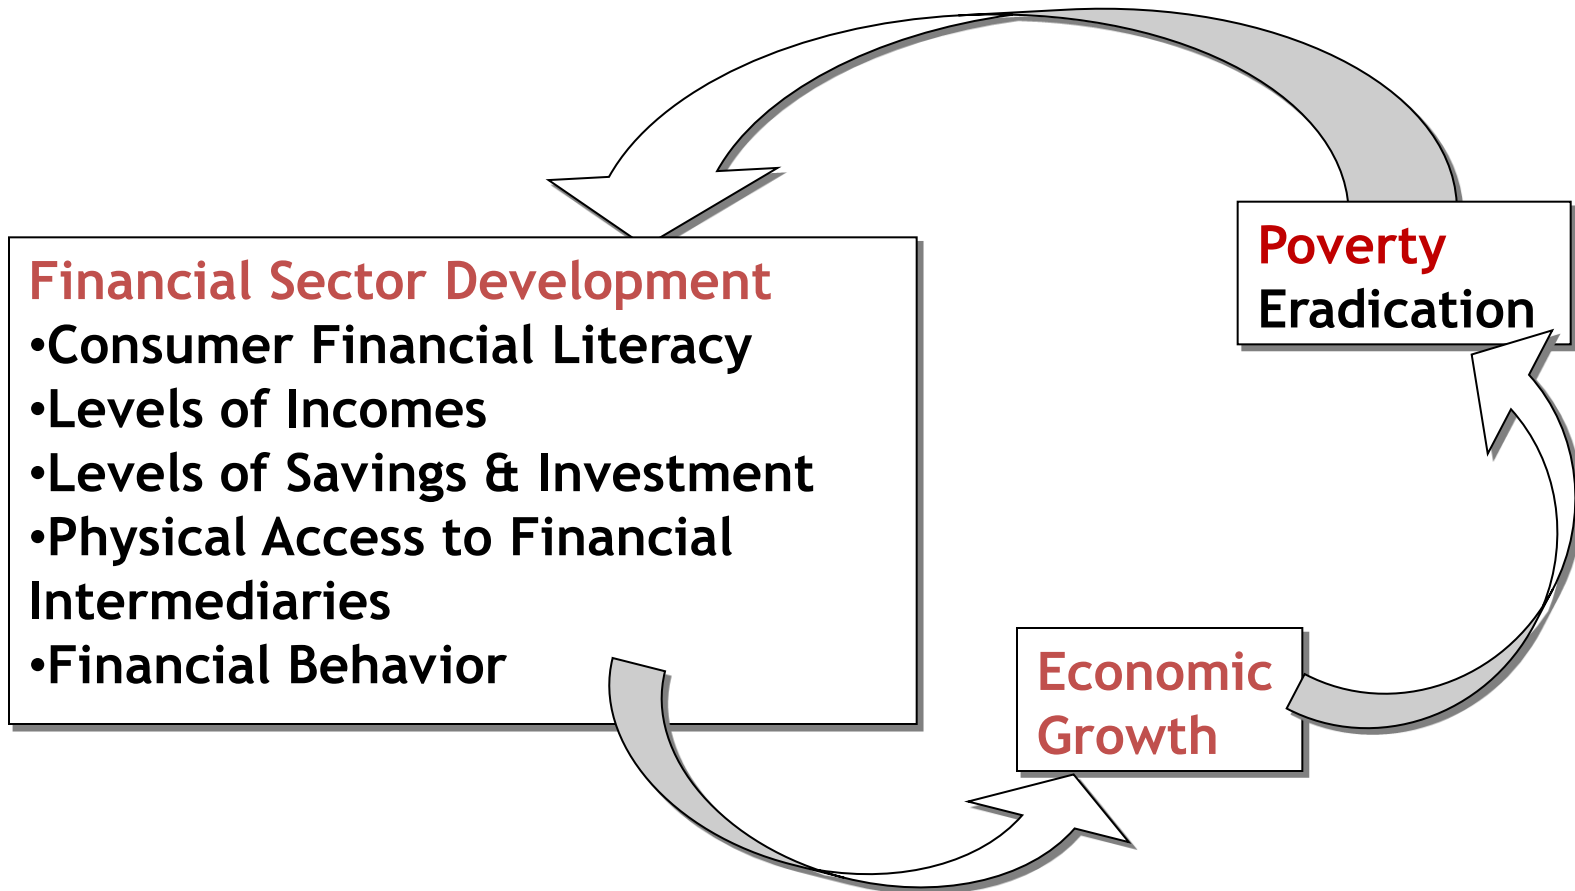 Financial Sector Development
•Consumer Financial Literacy
•Levels of Incomes
•Levels of Savings & Investment
•Physical Access to Financial
Intermediaries
•Financial Behavior
Poverty
Eradication
Economic
Growth